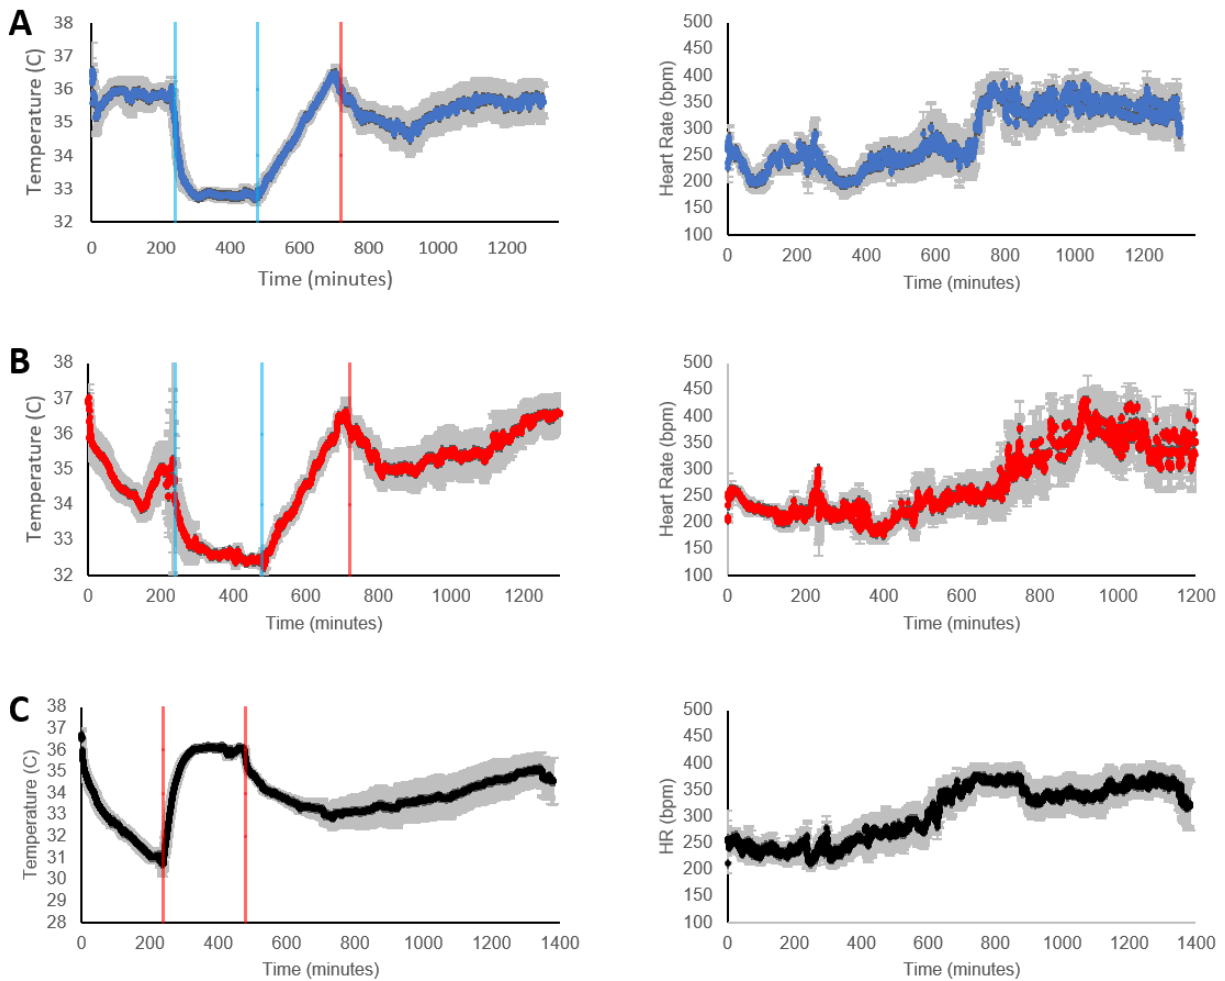 A
Temperature (C)
38
37
36
35
34
33
32
0 200 400 600 800 1000 1200
Time (minutes)
Heart Rate (bpm)
500
450
400
350
300
250
200
150
100
0 200 400 600 800 1000 1200
Time (minutes)
B
Temperature (C)
38
37
36
35
34
33
32
0 200 400 600 800 1000 1200
Time (minutes)
Heart Rate (bpm)
500
450
400
350
300
250
200
150
100
0 200 400 600 800 1000 1200
Time (minutes)
C
Temperature (C)
38
37
36
35
34
33
32
31
30
29
28
0 200 400 600 800 1000 1200 1400
Time (minutes)
HR (bpm)
500
450
400
350
300
250
200
150
100
0 200 400 600 800 1000 1200 1400
Time (minutes)